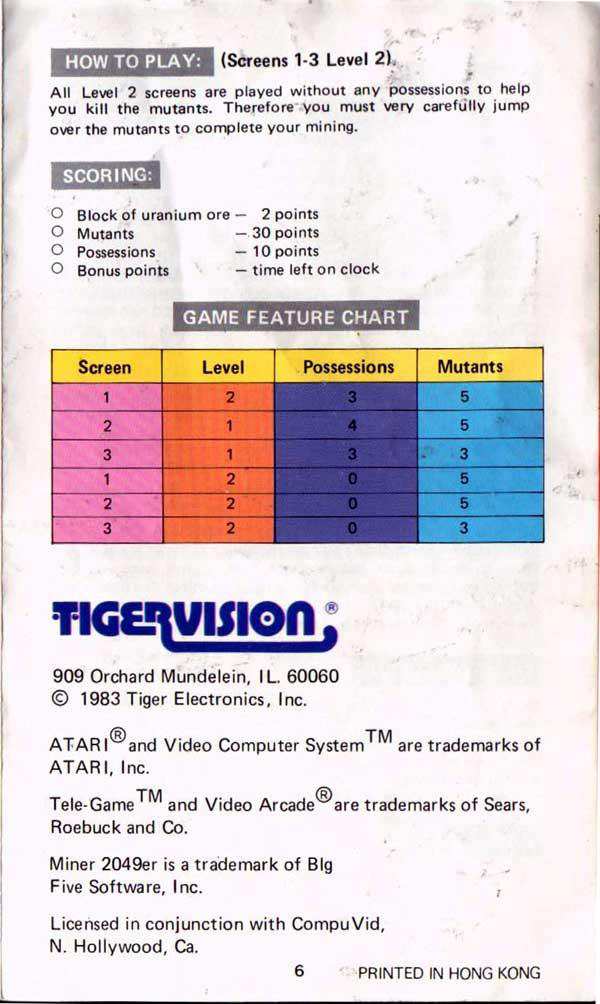 HOW TO PLAY: (Screens 1-3 Level 2).
All Level 2 screens are played without any possessions to help
you kill the mutants. Therefore you must very carefully jump
over the mutants to complete your mining.
SCORING:
○ Block of uranium ore – 2 points
○ Mutants – 30 points
○ Possessions – 10 points
○ Bonus points – time left on clock
GAME FEATURE CHART
Screen Level Possessions Mutants
1 2 3 5
2 1 4 5
3 1 3 3
1 2 0 5
2 2 0 5
3 2 0 3
TIGERVISION®
909 Orchard Mundelein, IL. 60060
© 1983 Tiger Electronics, Inc.
ATARI® and Video Computer System™ are trademarks of
ATARI, Inc.
Tele-Game™ and Video Arcade® are trademarks of Sears,
Roebuck and Co.
Miner 2049er is a trademark of BIg
Five Software, Inc.
Licensed in conjunction with CompuVid,
N. Hollywood, Ca.
6 PRINTED IN HONG KONG